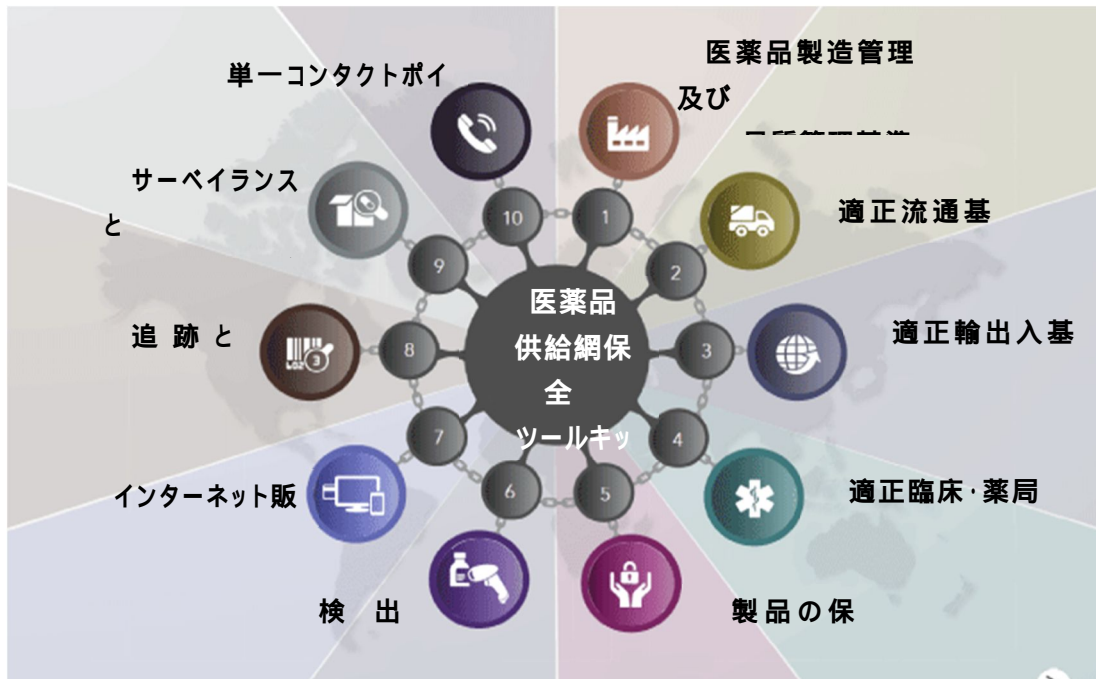 医薬品製造管理
及び
適正流通基
適正輸出入基
適正臨床・薬局
製品の保
検 出
インターネット販
追 跡 と
サーベイランス
と
単一コンタクトポイ
1
2
3
4
5
6
7
8
9
10
医薬品
供給網保
全
ツールキッ